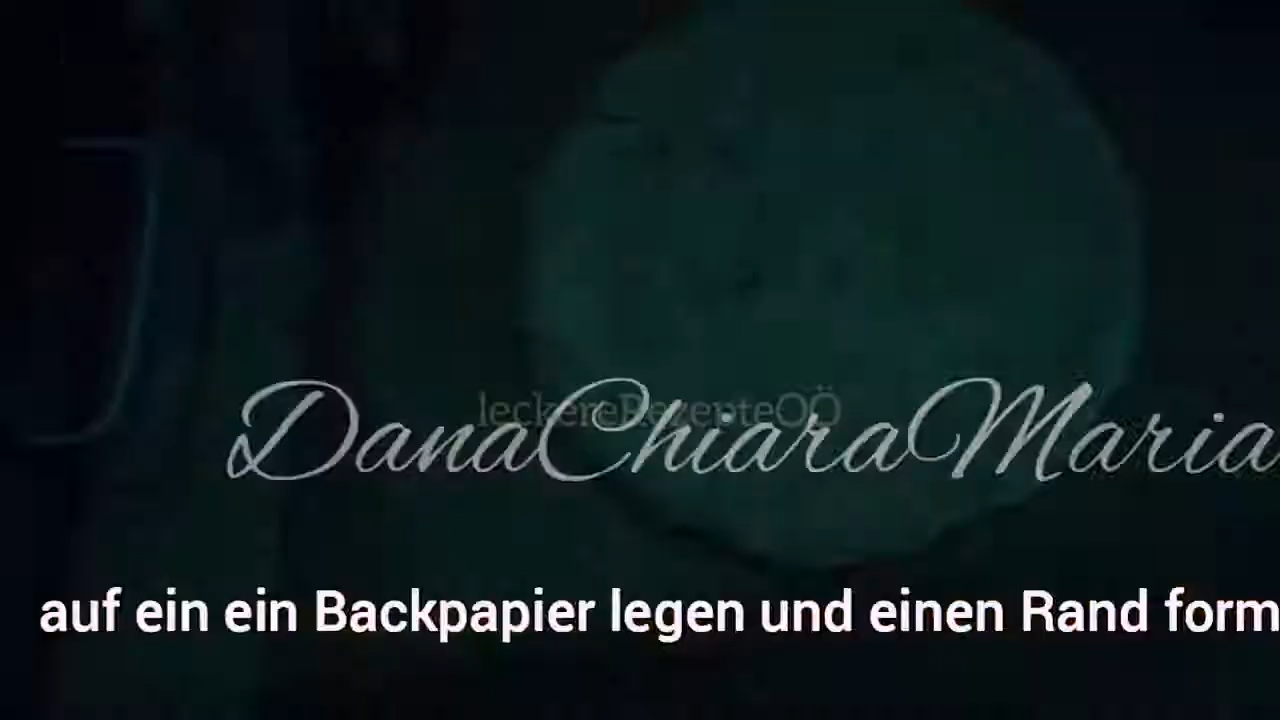 leckereRezepteOÖ
DanaChiaraMaria
auf ein ein Backpapier legen und einen Rand form